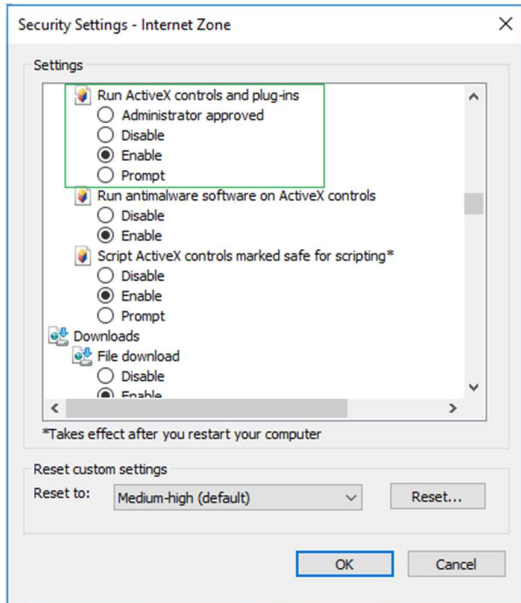 Security Settings - Internet Zone
Settings
Run ActiveX controls and plug-ins
Administrator approved
Disable
Enable
Prompt
Run antimalware software on ActiveX controls
Disable
Enable
Script ActiveX controls marked safe for scripting*
Disable
Enable
Prompt
Downloads
File download
Disable
Enable
*Takes effect after you restart your computer
Reset custom settings
Reset to: Medium-high (default) Reset...
OK Cancel